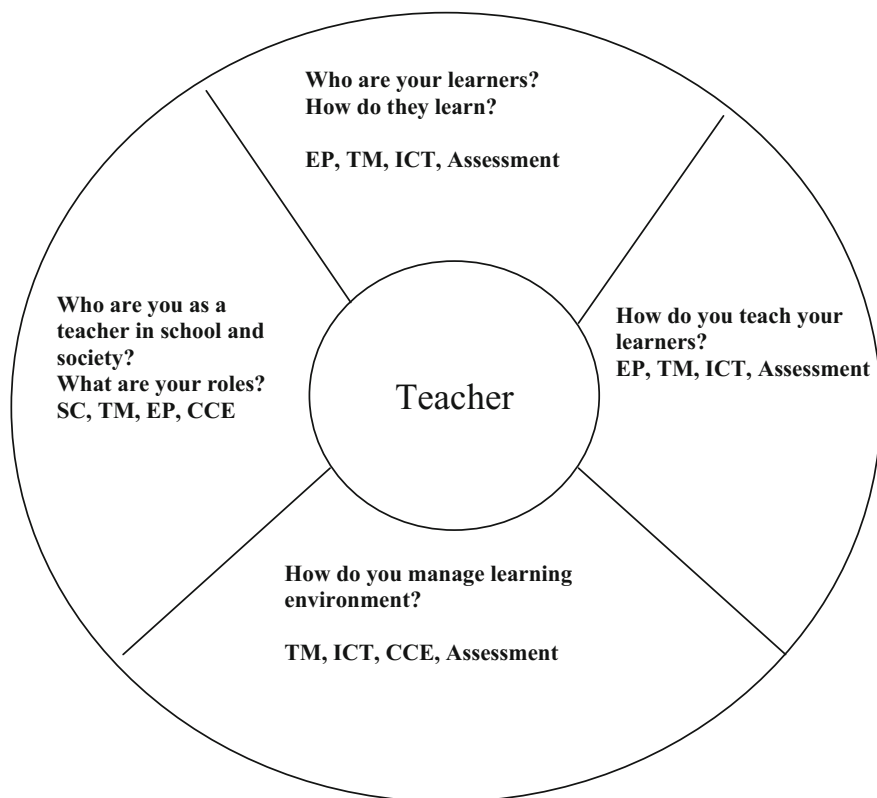 Who are your learners?
How do they learn?
EP, TM, ICT, Assessment
Who are you as a
teacher in school and
society?
What are your roles?
SC, TM, EP, CCE
Teacher
How do you teach your
learners?
EP, TM, ICT, Assessment
How do you manage learning
environment?
TM, ICT, CCE, Assessment